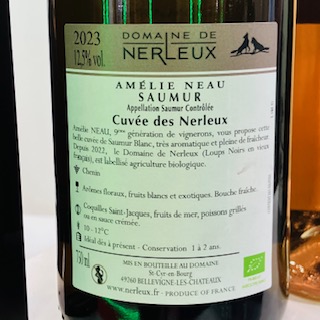 2023
12,5% vol.
DOMAINE DE
NERLEUX
AMÉLIE NEAU
SAUMUR
Appellation Saumur Contrôlée
Cuvée des Nerleux
Amélie NEAU, 9ème génération de vignerons, vous propose cette
belle cuvée de Saumur Blanc, très aromatique et pleine de fraîcheur.
Depuis 2022, le Domaine de Nerleux (Loups Noirs en vieux
français), est labellisé agriculture biologique.
Chenin
Arômes floraux, fruits blancs et exotiques. Bouche fraîche.
Coquilles Saint-Jacques, fruits de mer, poissons grillés
ou en sauce crémée.
10 - 12°C
Idéal dès à présent - Conservation 1 à 2 ans.
750 ml
MIS EN BOUTEILLE AU DOMAINE
St-Cyr-en-Bourg
49260 BELLEVIGNE-LES-CHATEAUX
www.nerleux.fr - PRODUCE OF FRANCE